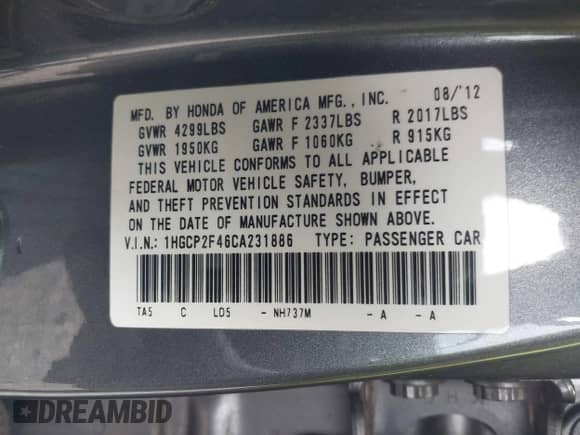 MFD. BY HONDA OF AMERICA MFG., INC. 08/'12
GVWR 4299LBS GAWR F 2337LBS R 2017LBS
GVWR 1950KG GAWR F 1060KG R 915KG
THIS VEHICLE CONFORMS TO ALL APPLICABLE
FEDERAL MOTOR VEHICLE SAFETY, BUMPER,
AND THEFT PREVENTION STANDARDS IN EFFECT
ON THE DATE OF MANUFACTURE SHOWN ABOVE.
V.I.N.: 1HGCP2F46CA231886 TYPE: PASSENGER CAR
TA5 C LD5 - NH737M - A - A
DREAMBID